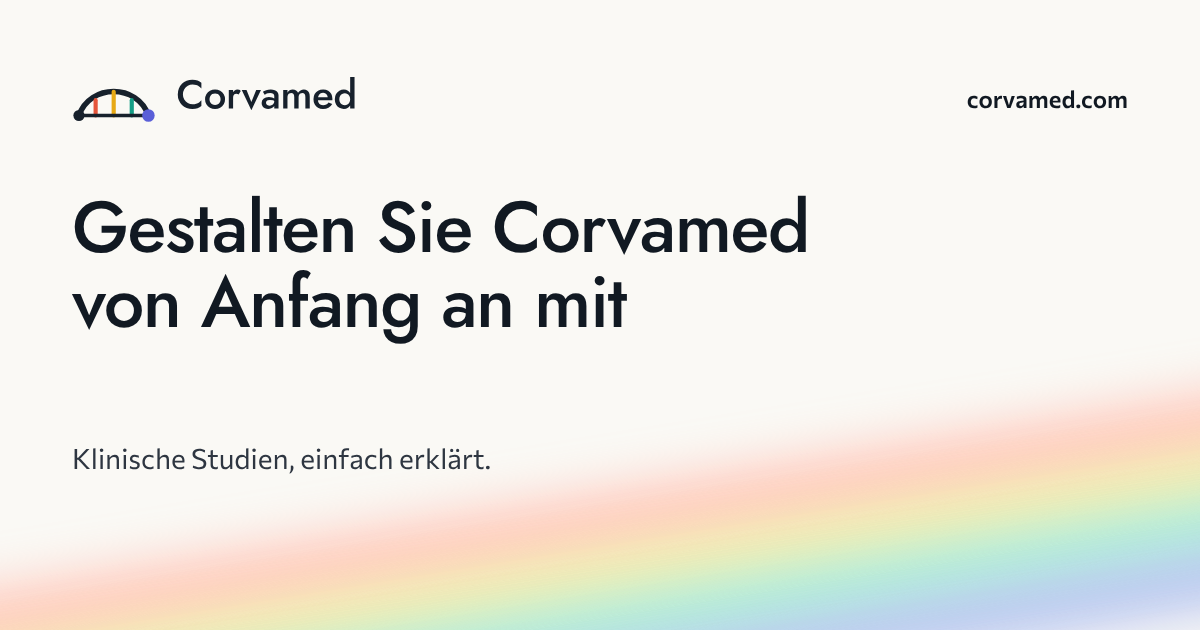 Corvamed
corvamed.com
Gestalten Sie Corvamed
von Anfang an mit
Klinische Studien, einfach erklärt.